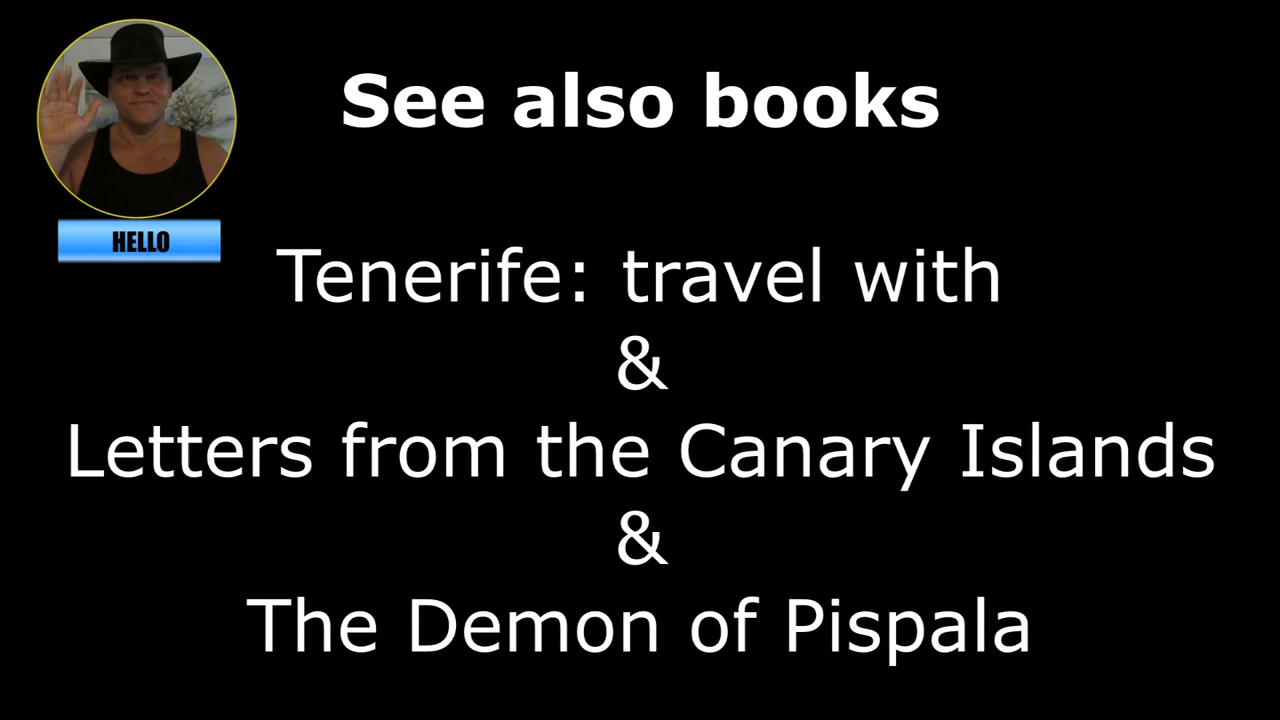 See also books
HELLO
Tenerife: travel with
&
Letters from the Canary Islands
&
The Demon of Pispala